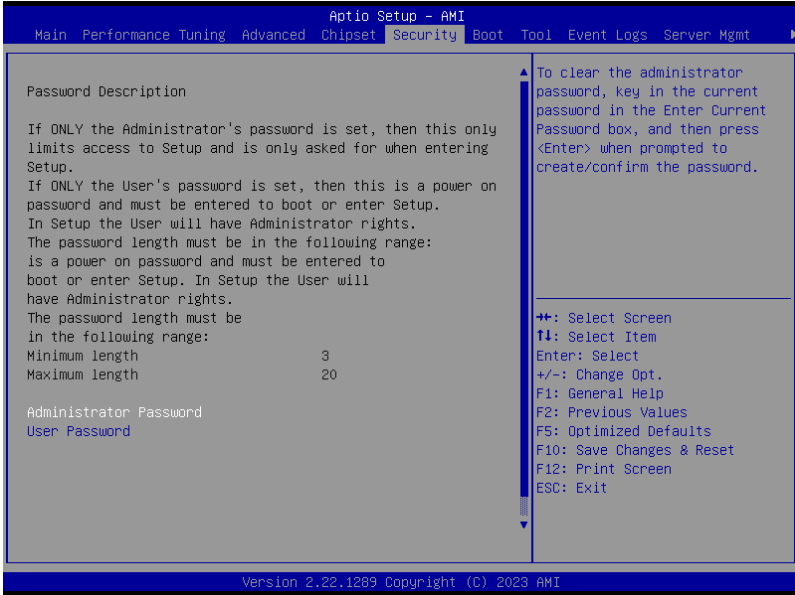 Aptio Setup – AMI
Main Performance Tuning Advanced Chipset Security Boot Tool Event Logs Server Mgmt
Password Description
If ONLY the Administrator's password is set, then this only
limits access to Setup and is only asked for when entering
Setup.
If ONLY the User's password is set, then this is a power on
password and must be entered to boot or enter Setup.
In Setup the User will have Administrator rights.
The password length must be in the following range:
is a power on password and must be entered to
boot or enter Setup. In Setup the User will
have Administrator rights.
The password length must be
in the following range:
Minimum length 3
Maximum length 20
Administrator Password
User Password
To clear the administrator
password, key in the current
password in the Enter Current
Password box, and then press
<Enter> when prompted to
create/confirm the password.
→←: Select Screen
↑↓: Select Item
Enter: Select
+/-: Change Opt.
F1: General Help
F2: Previous Values
F5: Optimized Defaults
F10: Save Changes & Reset
F12: Print Screen
ESC: Exit
Version 2.22.1289 Copyright (C) 2023 AMI